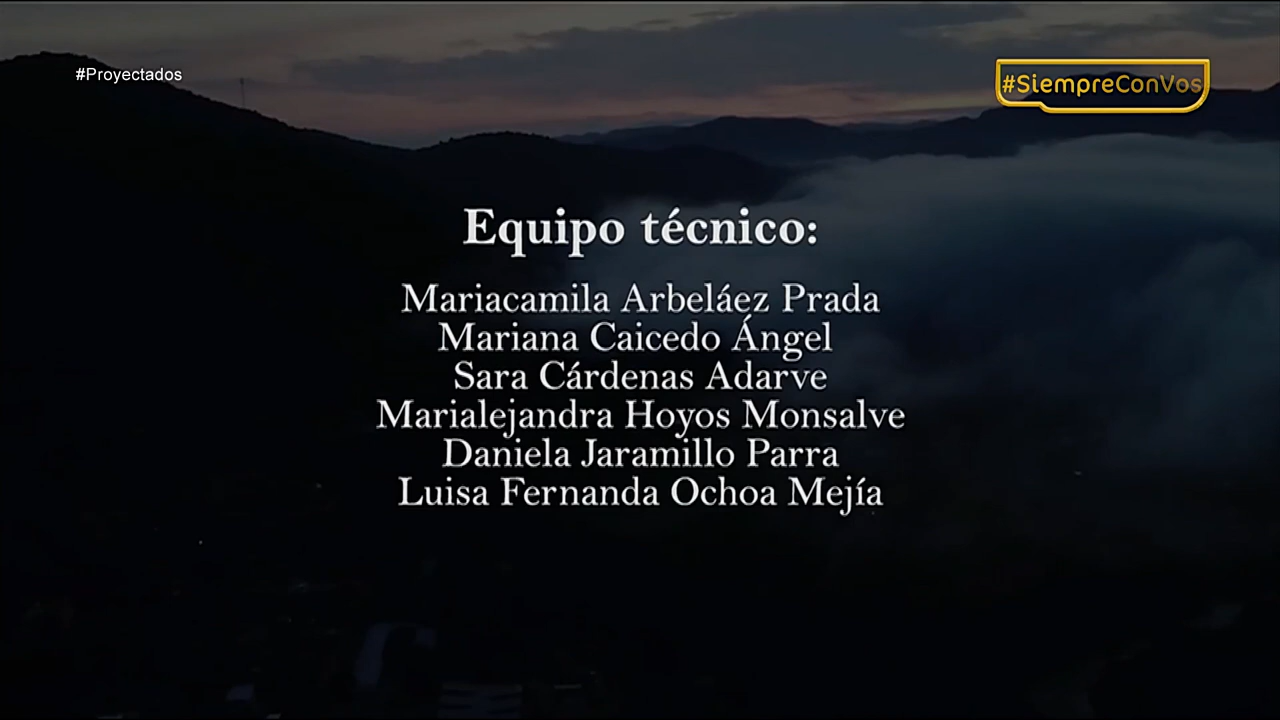 #Proyectados
#SiempreConVos
Equipo técnico:
Mariacamila Arbeláez Prada
Mariana Caicedo Ángel
Sara Cárdenas Adarve
Marialejandra Hoyos Monsalve
Daniela Jaramillo Parra
Luisa Fernanda Ochoa Mejía